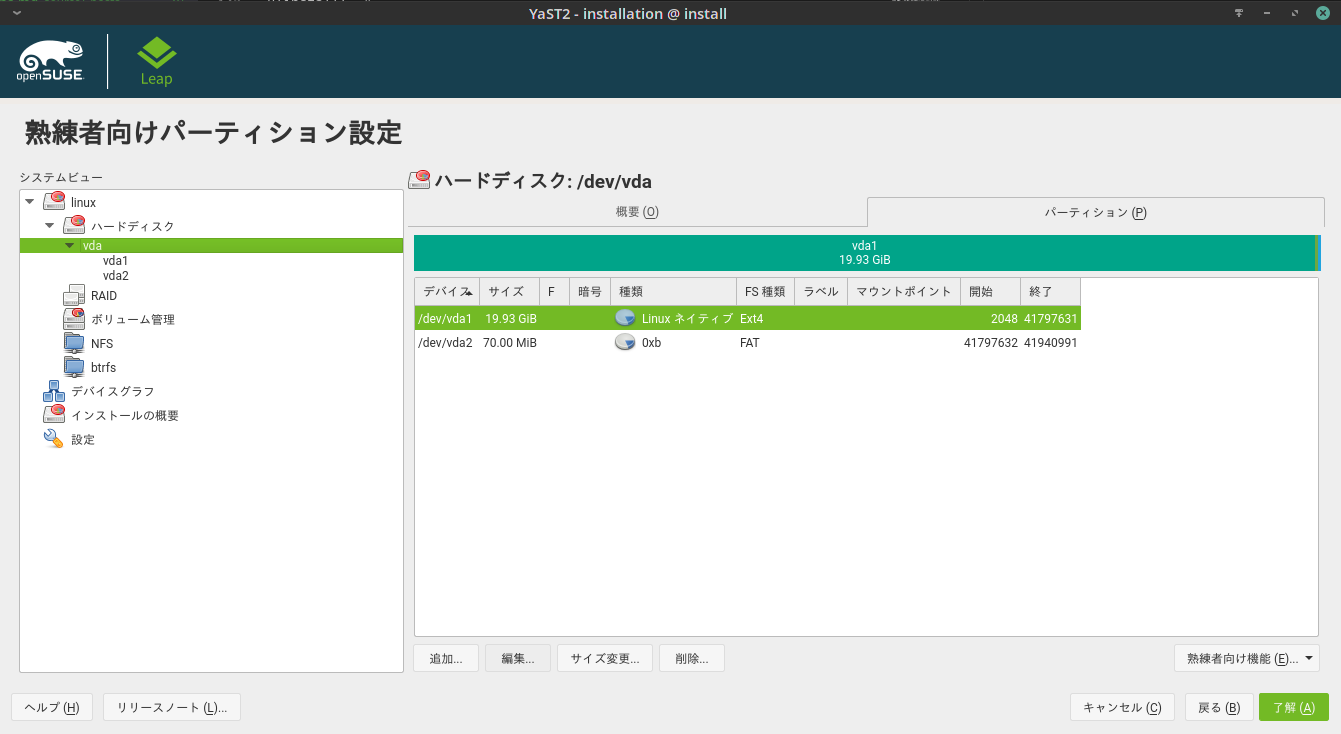 YaST2 - installation @ install
openSUSE
Leap
熟練者向けパーティション設定
システムビュー
linux
ハードディスク
vda
vda1
vda2
RAID
ボリューム管理
NFS
btrfs
デバイスグラフ
インストールの概要
設定
ハードディスク: /dev/vda
概要 (O) パーティション (P)
vda1
19.93 GiB
デバイス サイズ F 暗号 種類 FS 種類 ラベル マウントポイント 開始 終了
/dev/vda1 19.93 GiB Linux ネイティブ Ext4 2048 41797631
/dev/vda2 70.00 MiB 0xb FAT 41797632 41940991
追加... 編集... サイズ変更... 削除... 熟練者向け機能 (E)...
ヘルプ (H) リリースノート (L)... キャンセル (C) 戻る (B) 了解 (A)